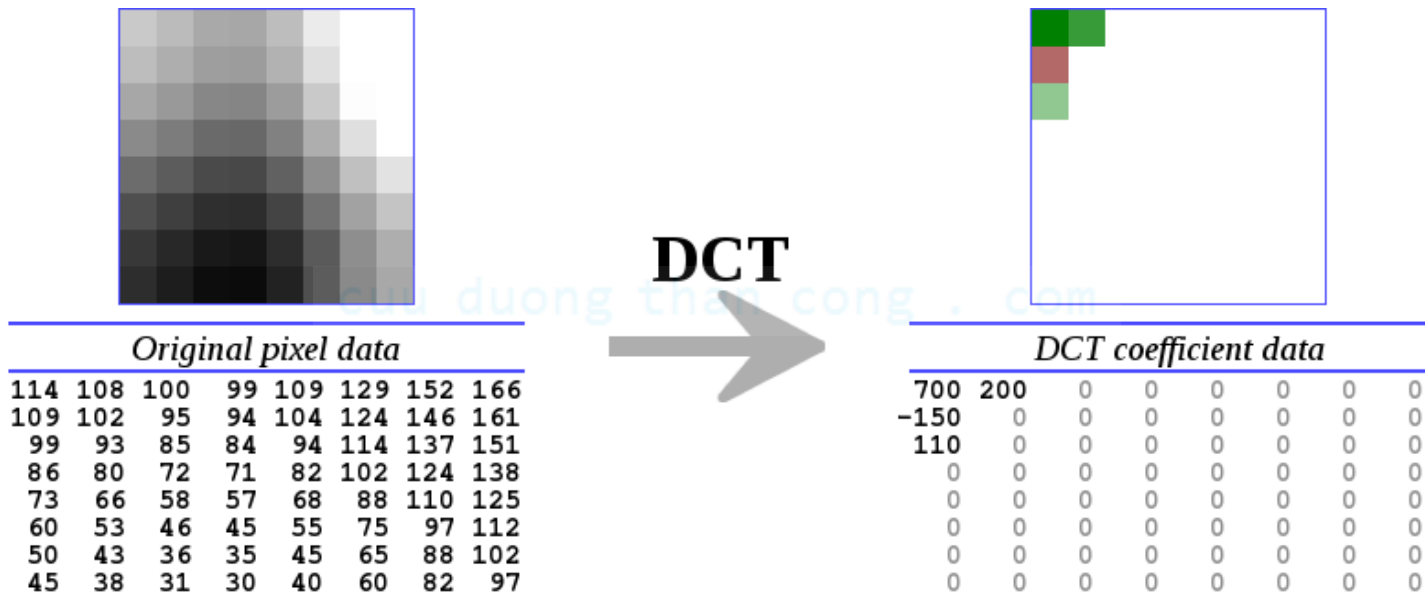 DCT
cuu duong than cong . com
Original pixel data
114 108 100 99 109 129 152 166
109 102 95 94 104 124 146 161
99 93 85 84 94 114 137 151
86 80 72 71 82 102 124 138
73 66 58 57 68 88 110 125
60 53 46 45 55 75 97 112
50 43 36 35 45 65 88 102
45 38 31 30 40 60 82 97
DCT coefficient data
700 200 0 0 0 0 0 0
-150 0 0 0 0 0 0 0
110 0 0 0 0 0 0 0
0 0 0 0 0 0 0 0
0 0 0 0 0 0 0 0
0 0 0 0 0 0 0 0
0 0 0 0 0 0 0 0
0 0 0 0 0 0 0 0